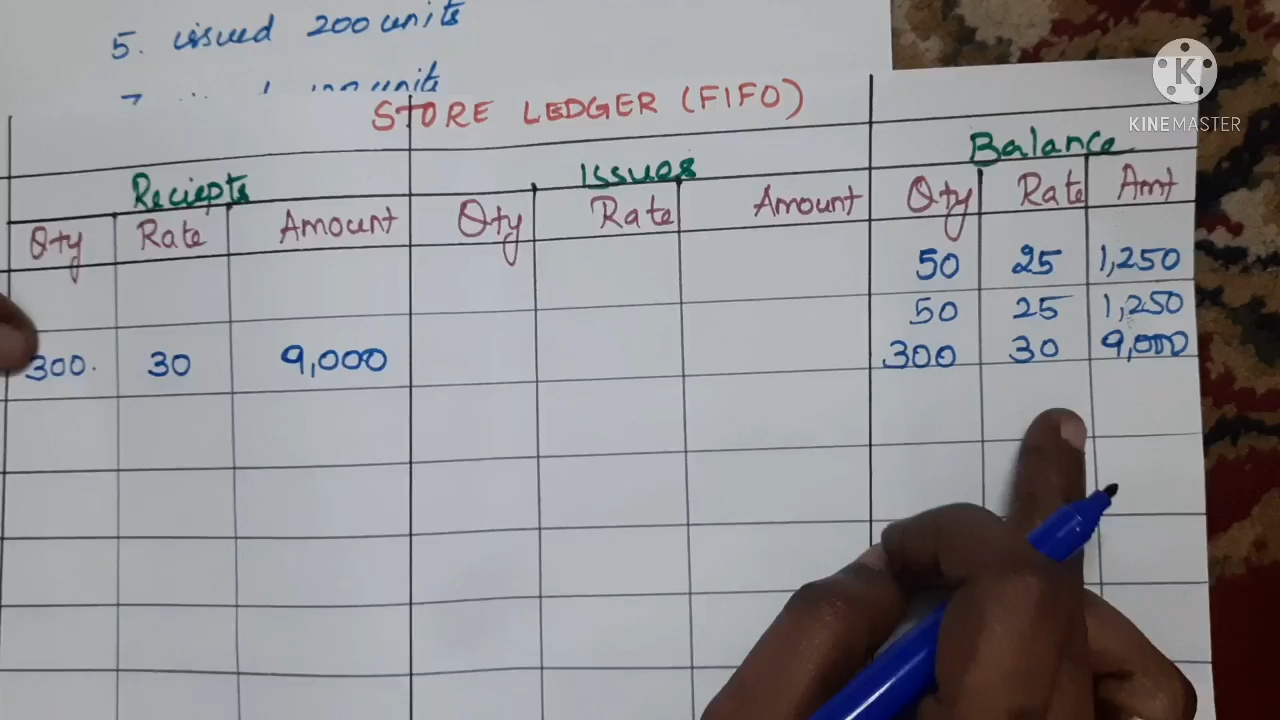 5. issued 200 units
units
STORE LEDGER (FIFO)
Reciepts Issues Balance
Qty Rate Amount Qty Rate Amount Qty Rate Amt
50 25 1,250
50 25 1,250
300. 30 9,000 300 30 9,000
KINEMASTER